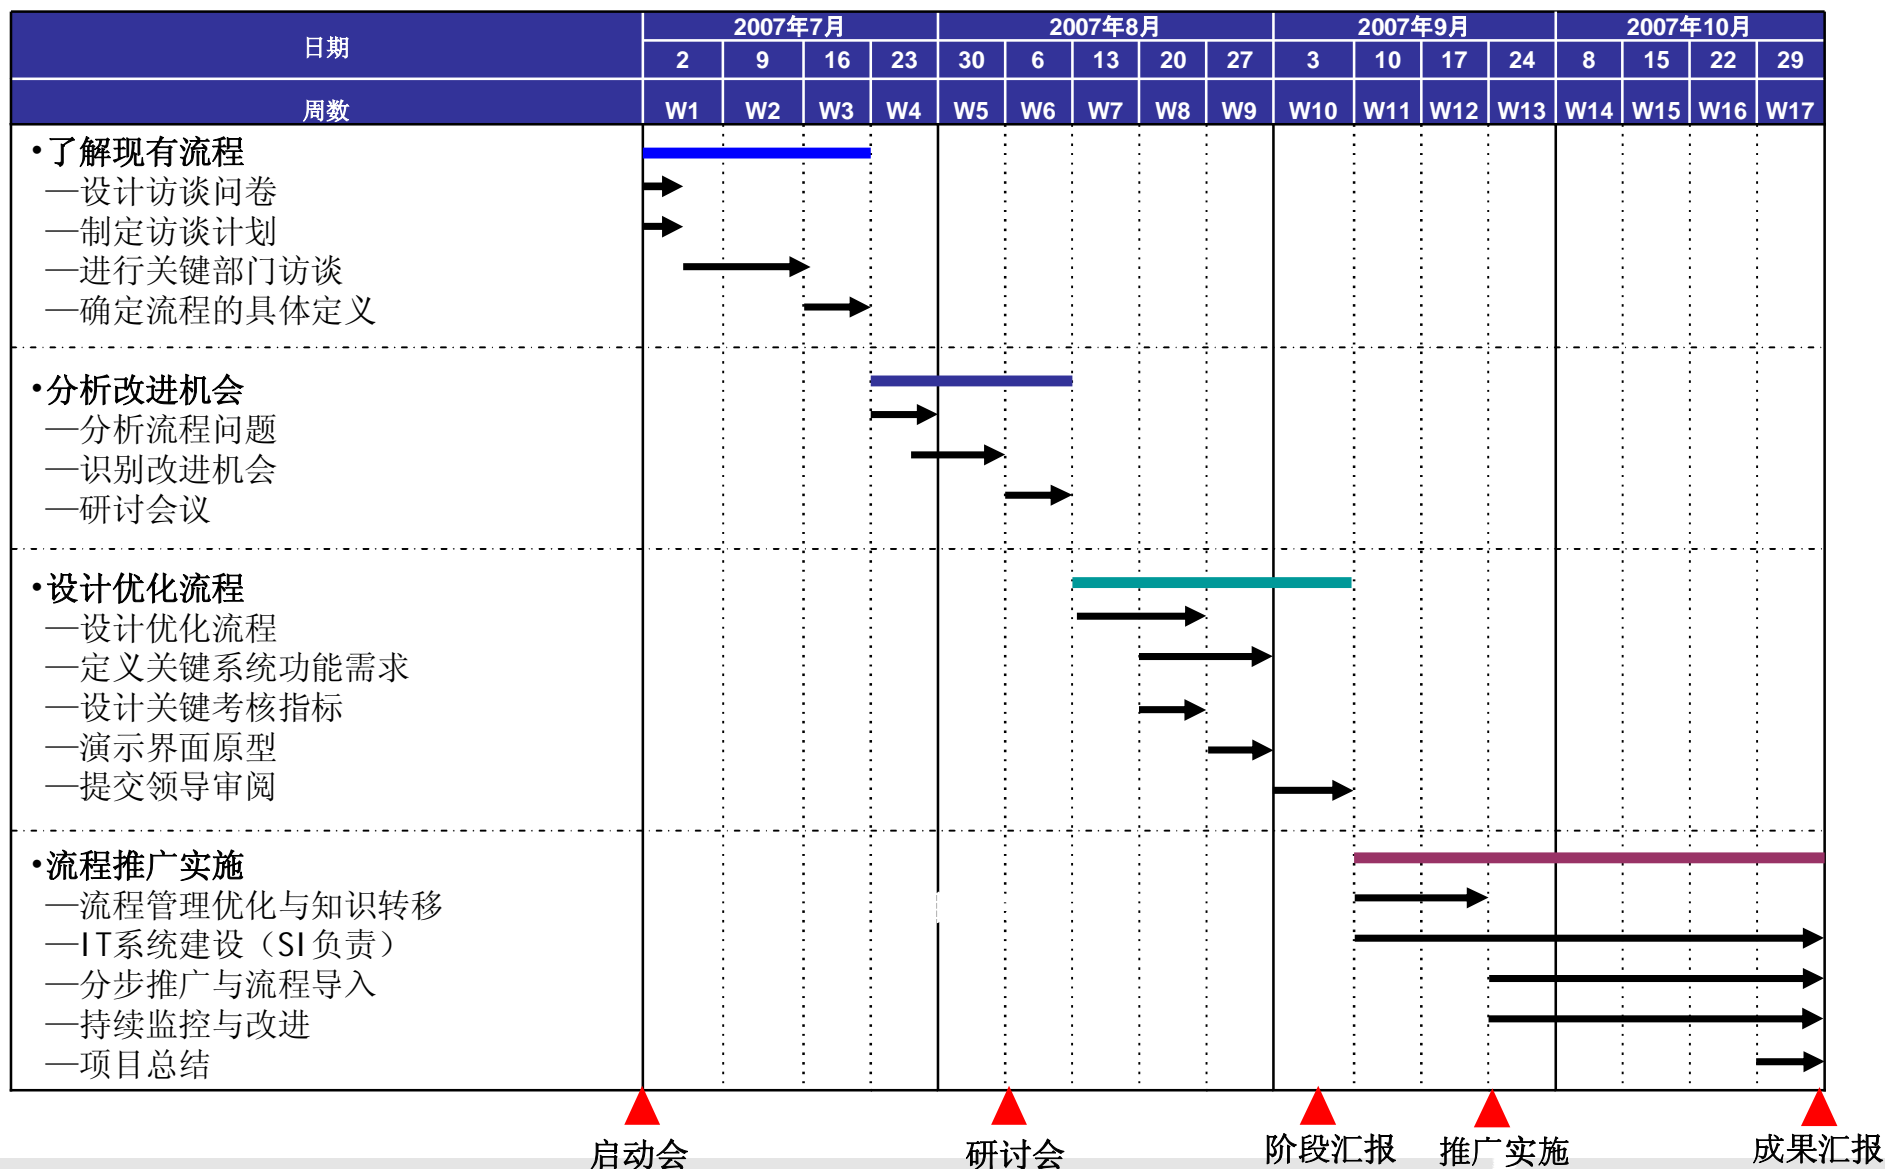 日期 2007年7月 2007年8月 2007年9月 2007年10月
2 9 16 23 30 6 13 20 27 3 10 17 24 8 15 22 29
周数 W1 W2 W3 W4 W5 W6 W7 W8 W9 W10 W11 W12 W13 W14 W15 W16 W17
•了解现有流程
—设计访谈问卷
—制定访谈计划
—进行关键部门访谈
—确定流程的具体定义
•分析改进机会
—分析流程问题
—识别改进机会
—研讨会议
•设计优化流程
—设计优化流程
—定义关键系统功能需求
—设计关键考核指标
—演示界面原型
—提交领导审阅
•流程推广实施
—流程管理优化与知识转移
—IT系统建设（SI负责）
—分步推广与流程导入
—持续监控与改进
—项目总结
启动会 研讨会 阶段汇报 推广实施 成果汇报